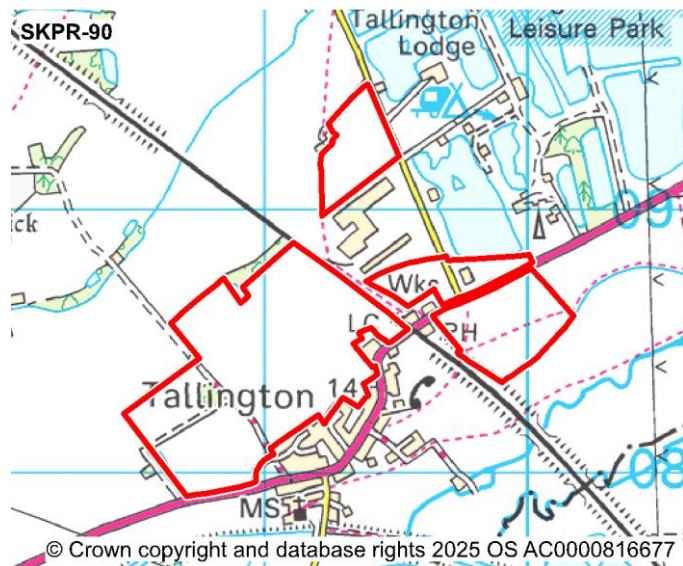 SKPR-90
Tallington
Lodge
Leisure Park
ick
09
Wks
LC
PH
Tallington
14
08
MS
© Crown copyright and database rights 2025 OS AC0000816677